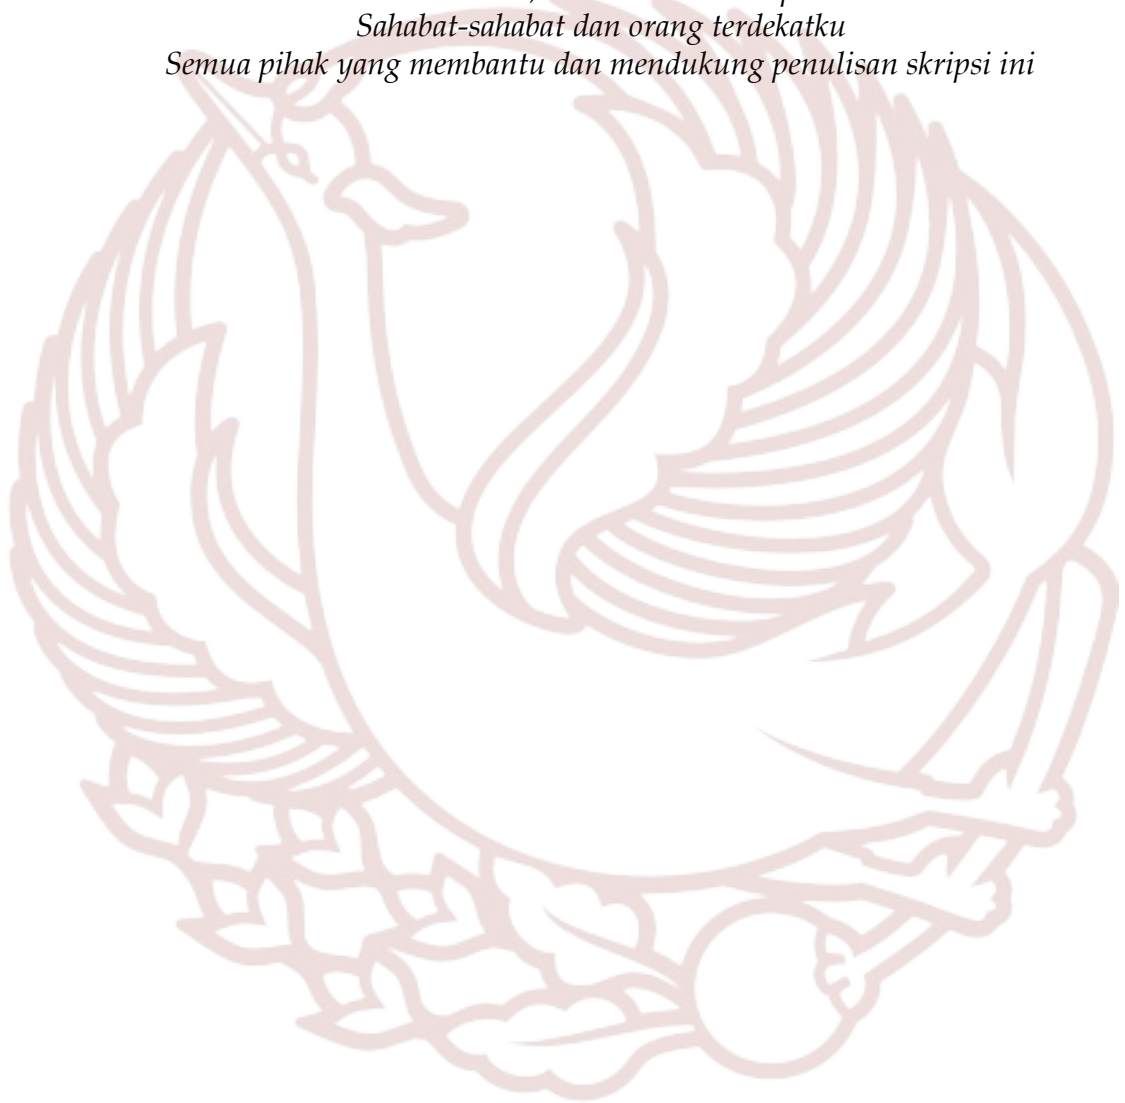 Sahabat-sahabat dan orang terdekatku
Semua pihak yang membantu dan mendukung penulisan skripsi ini